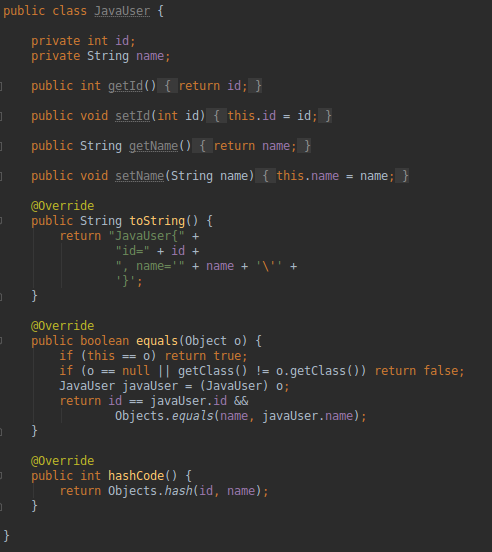 public class JavaUser {
private int id;
private String name;
public int getId() { return id; }
public void setId(int id) { this.id = id; }
public String getName() { return name; }
public void setName(String name) { this.name = name; }
@Override
public String toString() {
return "JavaUser{" +
"id=" + id +
", name='" + name + '\'' +
'}';
}
@Override
public boolean equals(Object o) {
if (this == o) return true;
if (o == null || getClass() != o.getClass()) return false;
JavaUser javaUser = (JavaUser) o;
return id == javaUser.id &&
Objects.equals(name, javaUser.name);
}
@Override
public int hashCode() {
return Objects.hash(id, name);
}
}